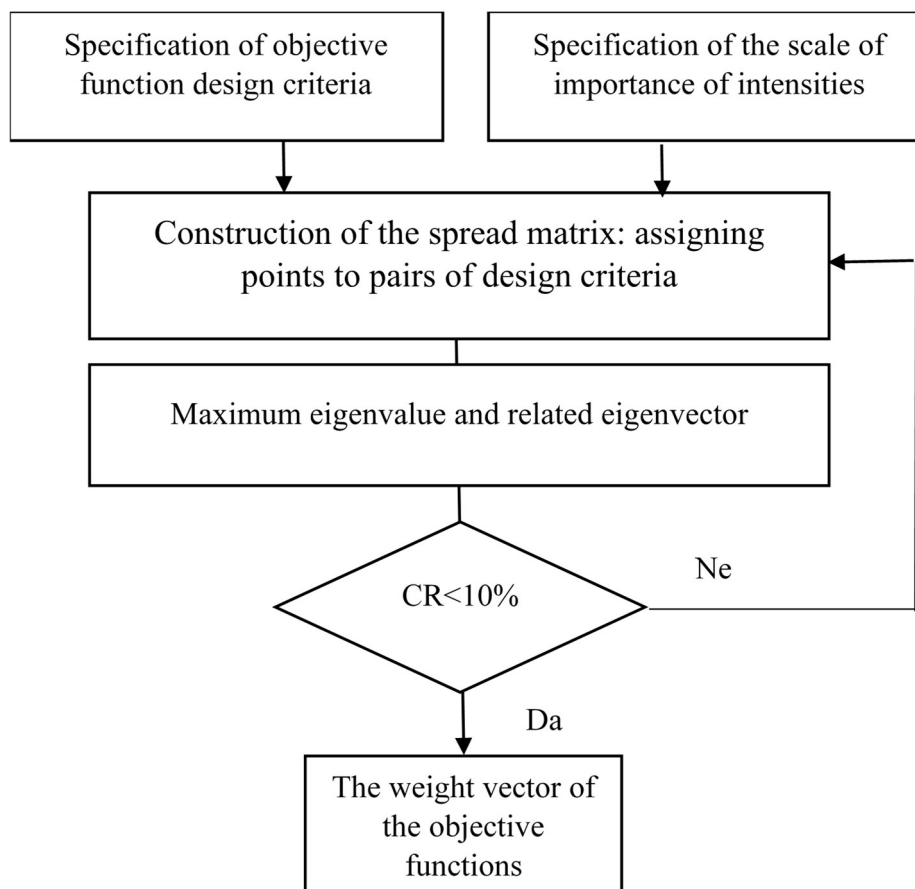 Specification of objective
function design criteria
Specification of the scale of
importance of intensities
Construction of the spread matrix: assigning
points to pairs of design criteria
Maximum eigenvalue and related eigenvector
CR<10%
Ne
Da
The weight vector of
the objective
functions